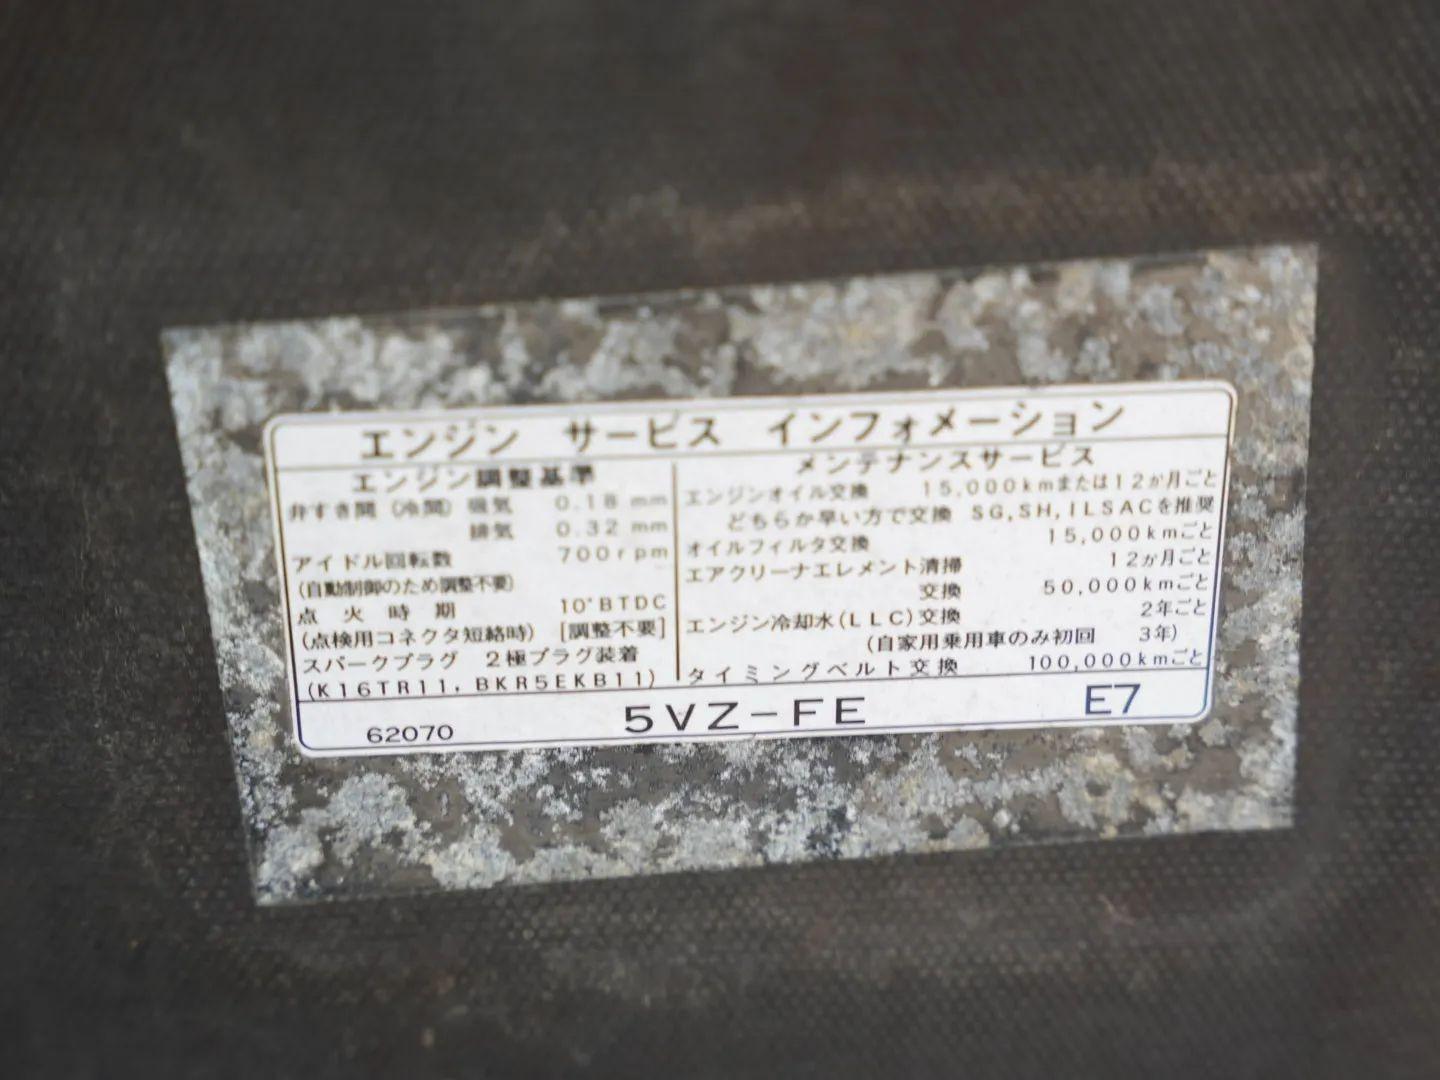 エンジン サービス インフォメーション
エンジン調整基準
弁すき間 (冷間) 吸気 0.18 mm
排気 0.32 mm
アイドル回転数 700rpm
(自動制御のため調整不要)
点火時期 10°BTDC
(点検用コネクタ短絡時) [調整不要]
スパークプラグ 2極プラグ装着
(K16TR11, BKR5EKB11)
メンテナンスサービス
エンジンオイル交換 15,000kmまたは12か月ごと
どちらか早い方で交換 SG,SH,ILSACを推奨
オイルフィルタ交換 15,000kmごと
エアクリーナエレメント清掃 12か月ごと
交換 50,000kmごと
エンジン冷却水(LLC)交換 2年ごと
(自家用乗用車のみ初回 3年)
タイミングベルト交換 100,000kmごと
62070 5VZ-FE E7